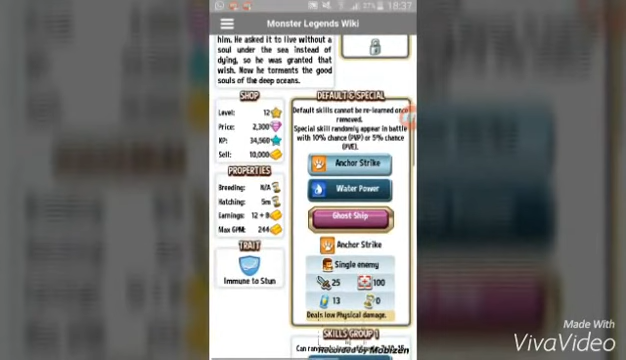 27% 18:37
Monster Legends Wiki
him. He asked it to live without a
soul under the sea instead of
dying, so he was granted that
wish. Now he torments the good
souls of the deep oceans.
SHOP
Level: 12
Price: 2,300
XP: 34,560
Sell: 10,000
PROPERTIES
Breeding: N/A
Hatching: 5m
Earnings: 12 + 8
Max GPM: 244
TRAIT
Immune to Stun
DEFAULT & SPECIAL
Default skills cannot be re-learned once
removed.
Special skill randomly appear in battle
with 10% chance (PVP) or 5% chance
(PVE).
Anchor Strike
Water Power
Ghost Ship
Anchor Strike
Single enemy
25 100
13 0
Deals low Physical damage.
SKILLS GROUP 1
Recorded by Mobizen
Made With
VivaVideo